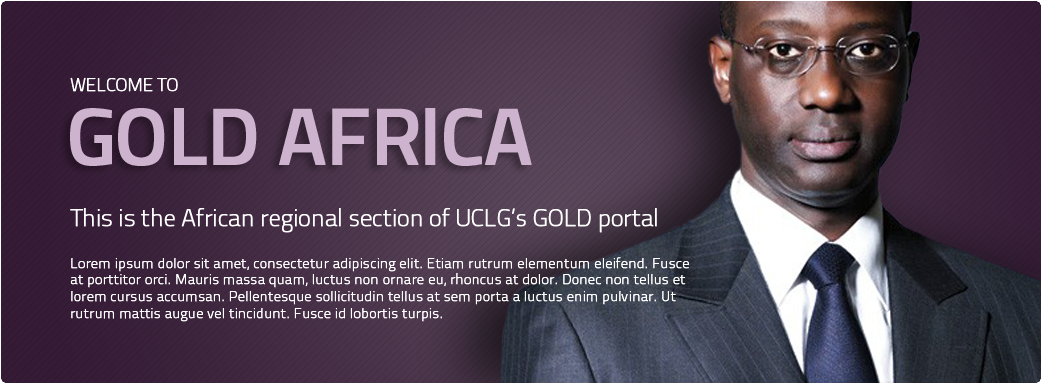 WELCOME TO
GOLD AFRICA
This is the African regional section of UCLG's GOLD portal
Lorem ipsum dolor sit amet, consectetur adipiscing elit. Etiam rutrum elementum eleifend. Fusce
at porttitor orci. Mauris massa quam, luctus non ornare eu, rhoncus at dolor. Donec non tellus et
lorem cursus accumsan. Pellentesque sollicitudin tellus at sem porta a luctus enim pulvinar. Ut
rutrum mattis augue vel tincidunt. Fusce id lobortis turpis.